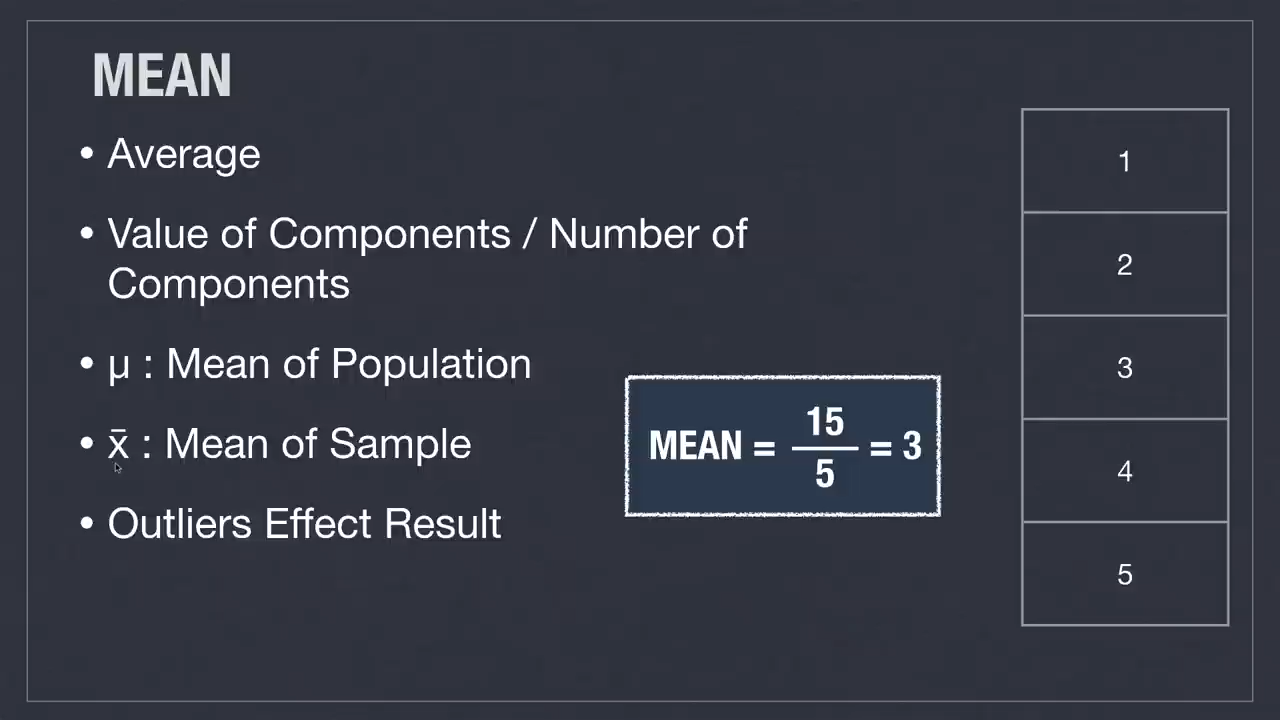 MEAN
• Average
• Value of Components / Number of
Components
• µ : Mean of Population
• x̄ : Mean of Sample
• Outliers Effect Result
MEAN = 15/5 = 3
1
2
3
4
5